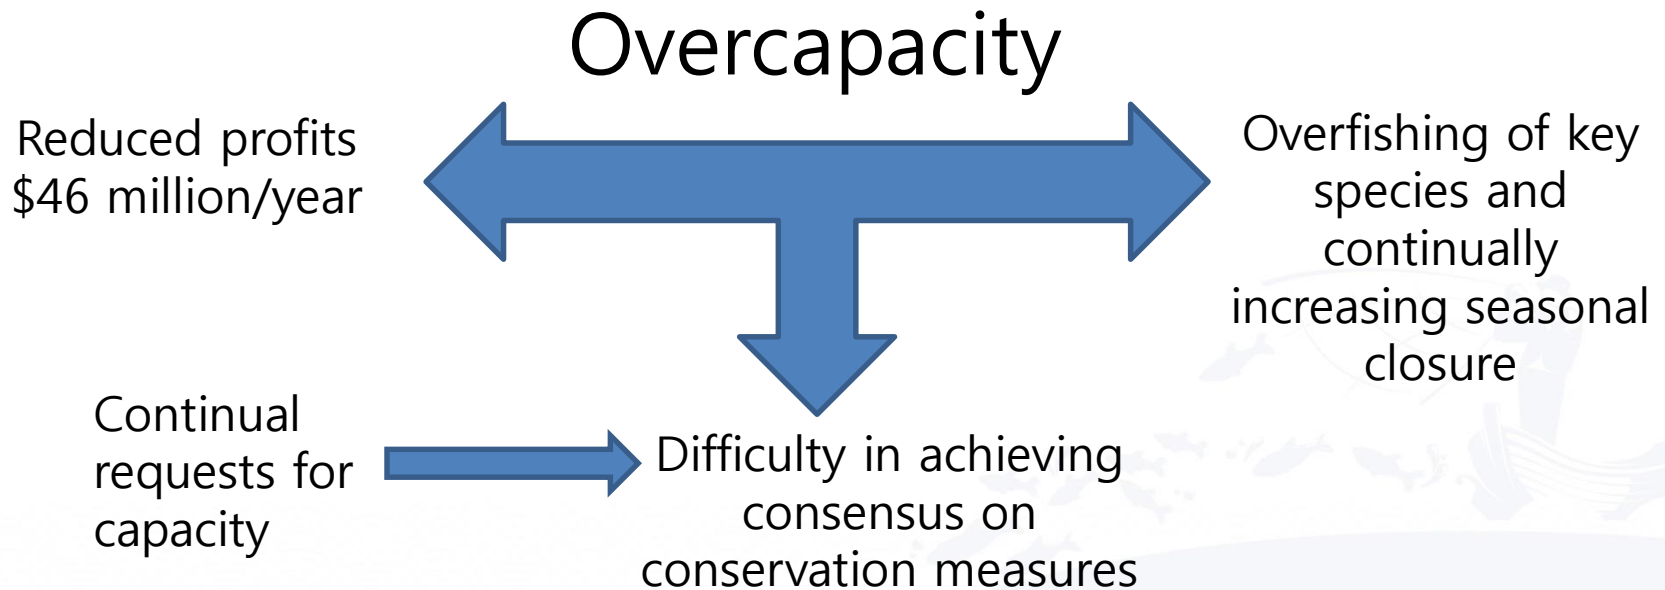 Overcapacity
Reduced profits
$46 million/year
Overfishing of key
species and
continually
increasing seasonal
closure
Continual
requests for
capacity
Difficulty in achieving
consensus on
conservation measures